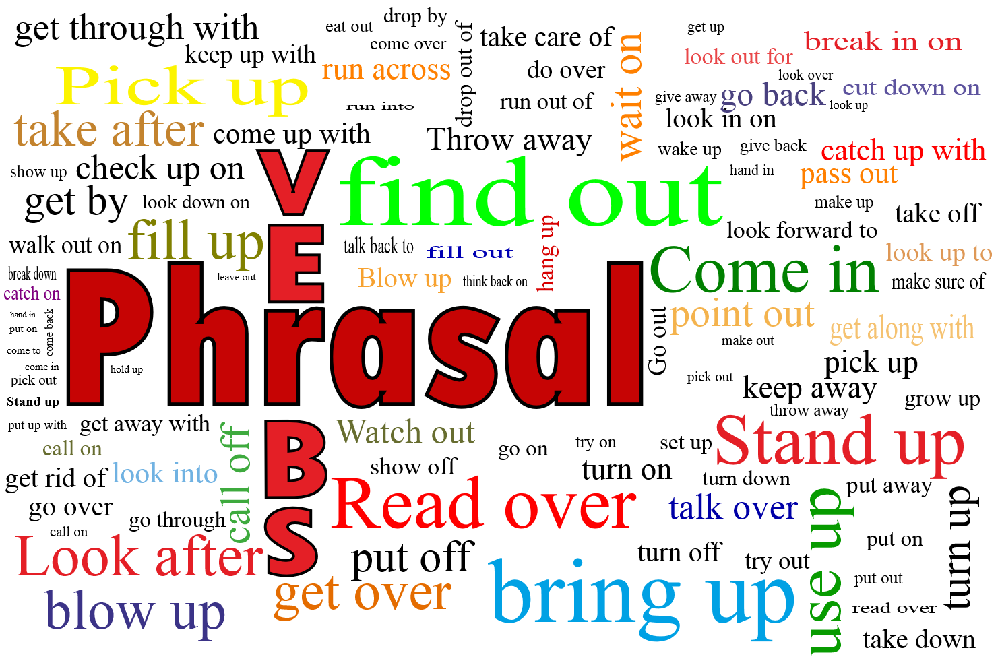 get through with
eat out
drop by
take care of
get up
break in on
keep up with
come over
look out for
Pick up
run across
drop out of
do over
wait on
look over
run into
run out of
give away
go back
cut down on
look up
take after
come up with
Throw away
look in on
wake up
give back
catch up with
show up
check up on
VERBS
find out
hand in
pass out
get by
look down on
make up
take off
walk out on
fill up
talk back to
fill out
hang up
look forward to
look up to
break down
leave out
Blow up
think back on
Come in
make sure of
catch on
Phrasal
hand in
put on
come back
come to
come in
hold up
pick out
Stand up
Go out
point out
get along with
make out
pick up
pick out
keep away
grow up
throw away
put up with
get away with
call off
Watch out
go on
try on
set up
Stand up
call on
get rid of
look into
show off
turn on
turn down
put away
go over
go through
Read over
talk over
use up
turn up
call on
Look after
put off
turn off
try out
put on
put out
blow up
get over
bring up
read over
take down